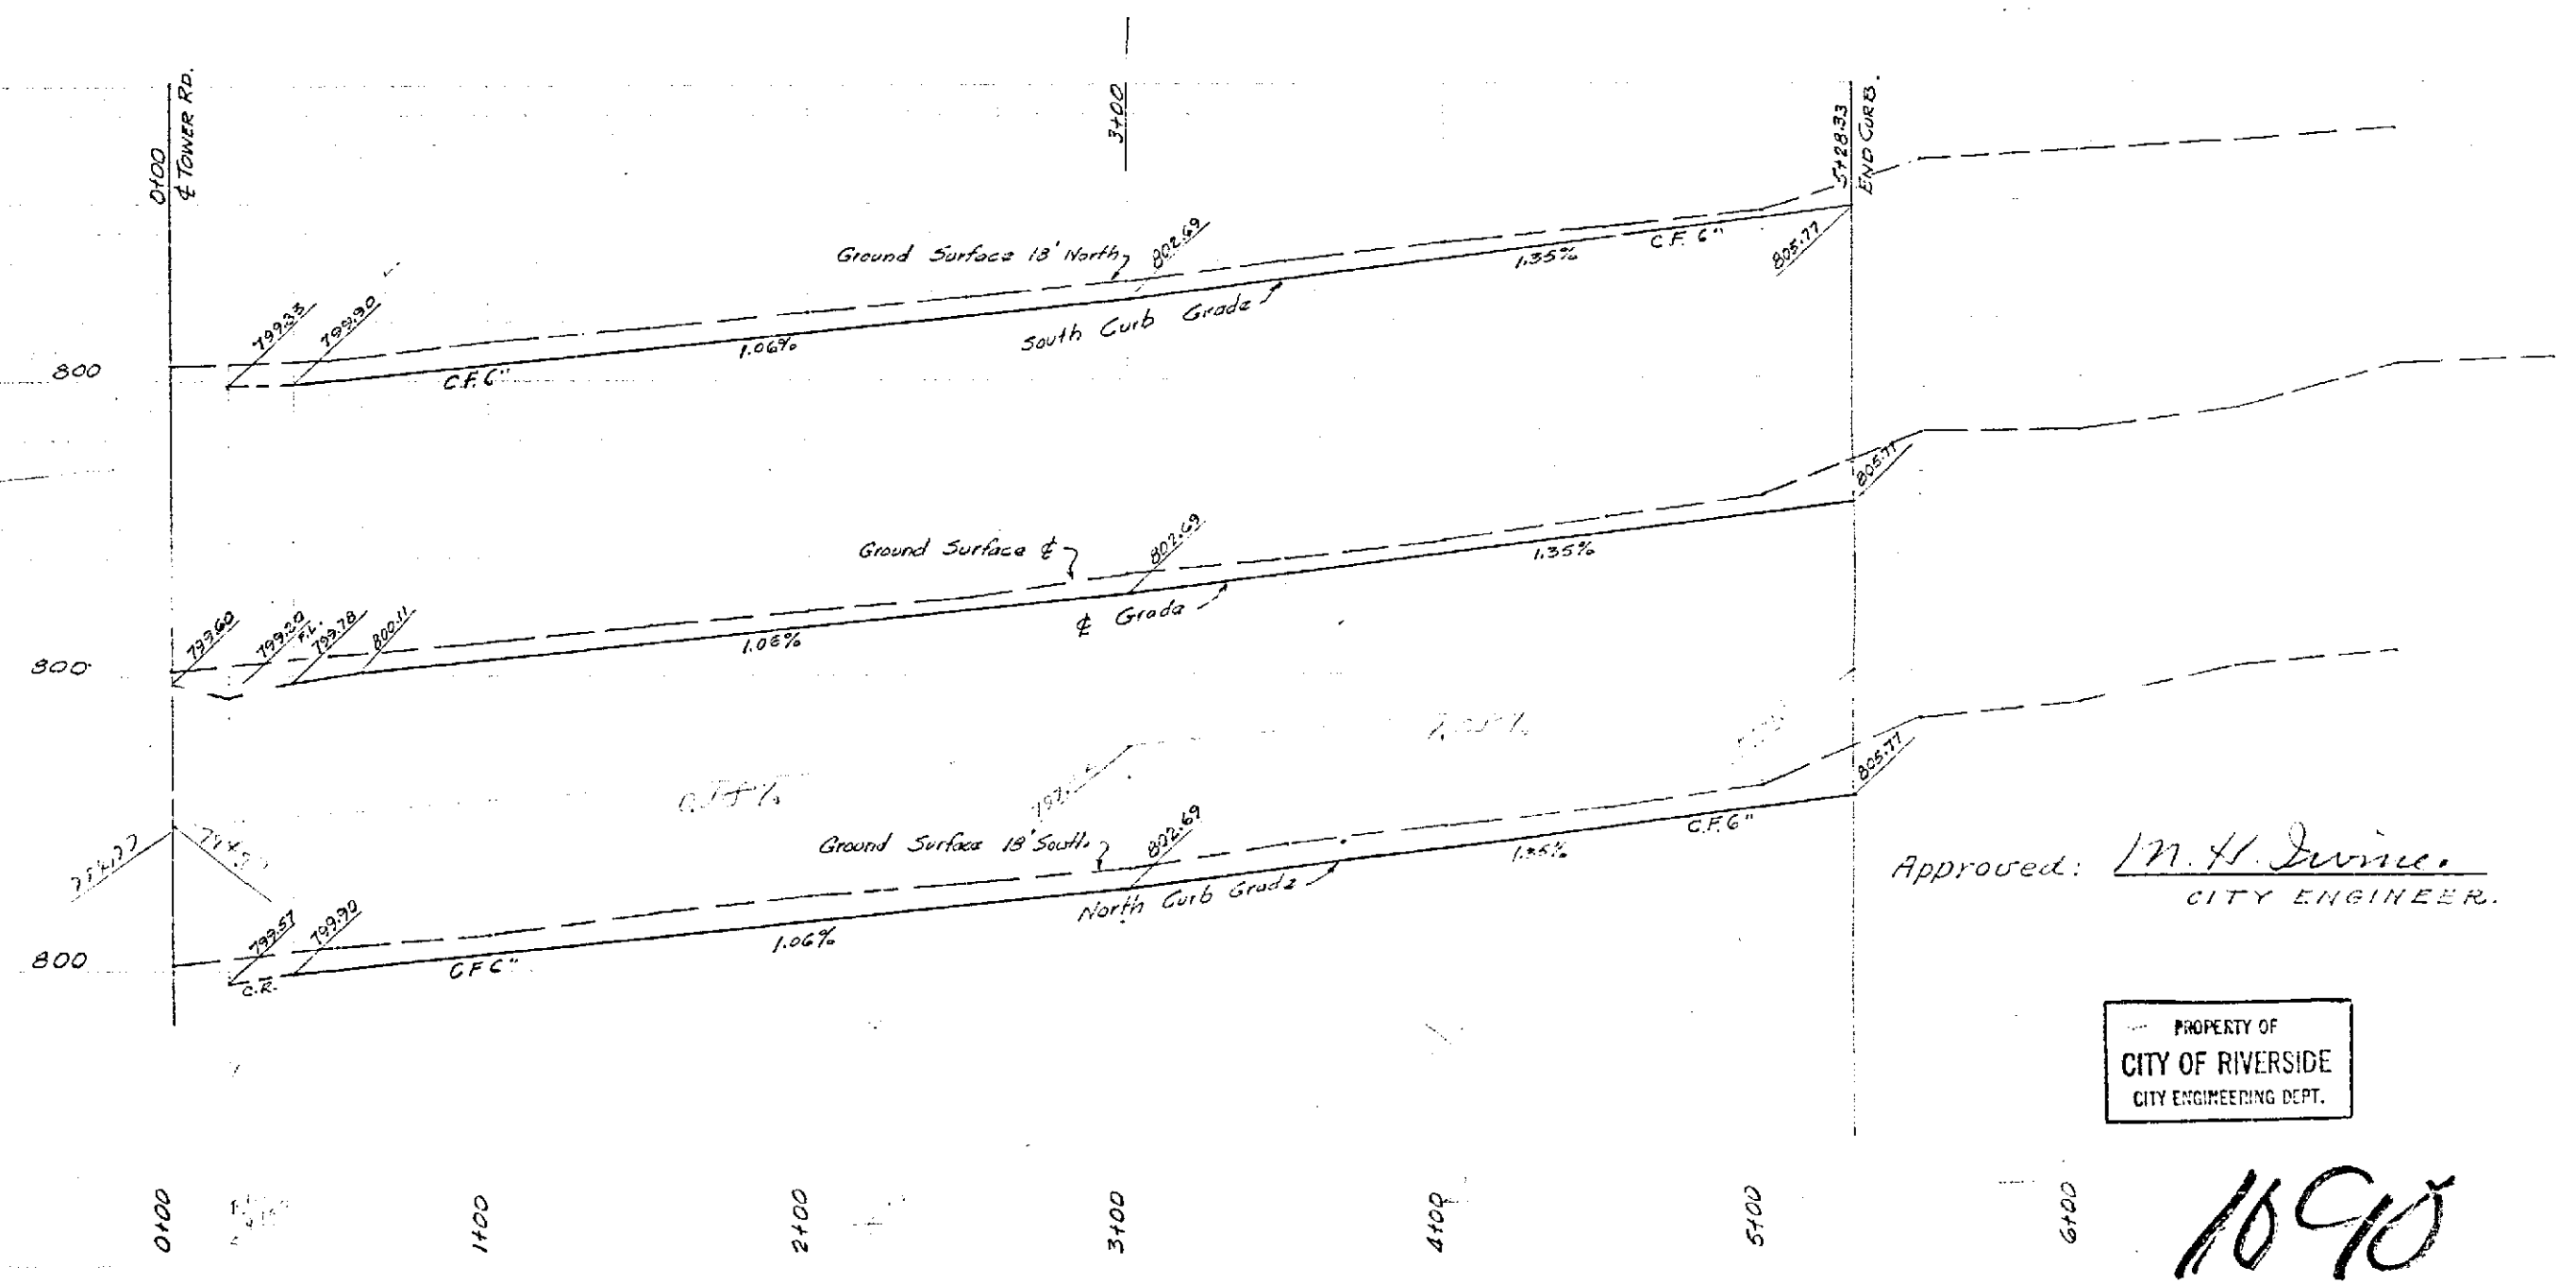 0+00
℄ TOWER RD.
3+00
5+28.33
END CURB.
Ground Surface 18' North
802.69
1.35%
C.F. 6"
805.77
799.33
799.90
South Curb Grade
1.06%
800
C.F. 6"
805.77
Ground Surface ℄
802.69
1.35%
799.60
799.20
F.L.
799.78
800.11
℄ Grade
1.06%
800
Ground Surface 18' South
802.69
1.35%
C.F. 6"
805.77
799.57
799.90
North Curb Grade
1.06%
800
C.F. 6"
C.R.
Approved: M. H. Irvine.
CITY ENGINEER.
PROPERTY OF
CITY OF RIVERSIDE
CITY ENGINEERING DEPT.
0+00
1+00
2+00
3+00
4+00
5+00
6+00